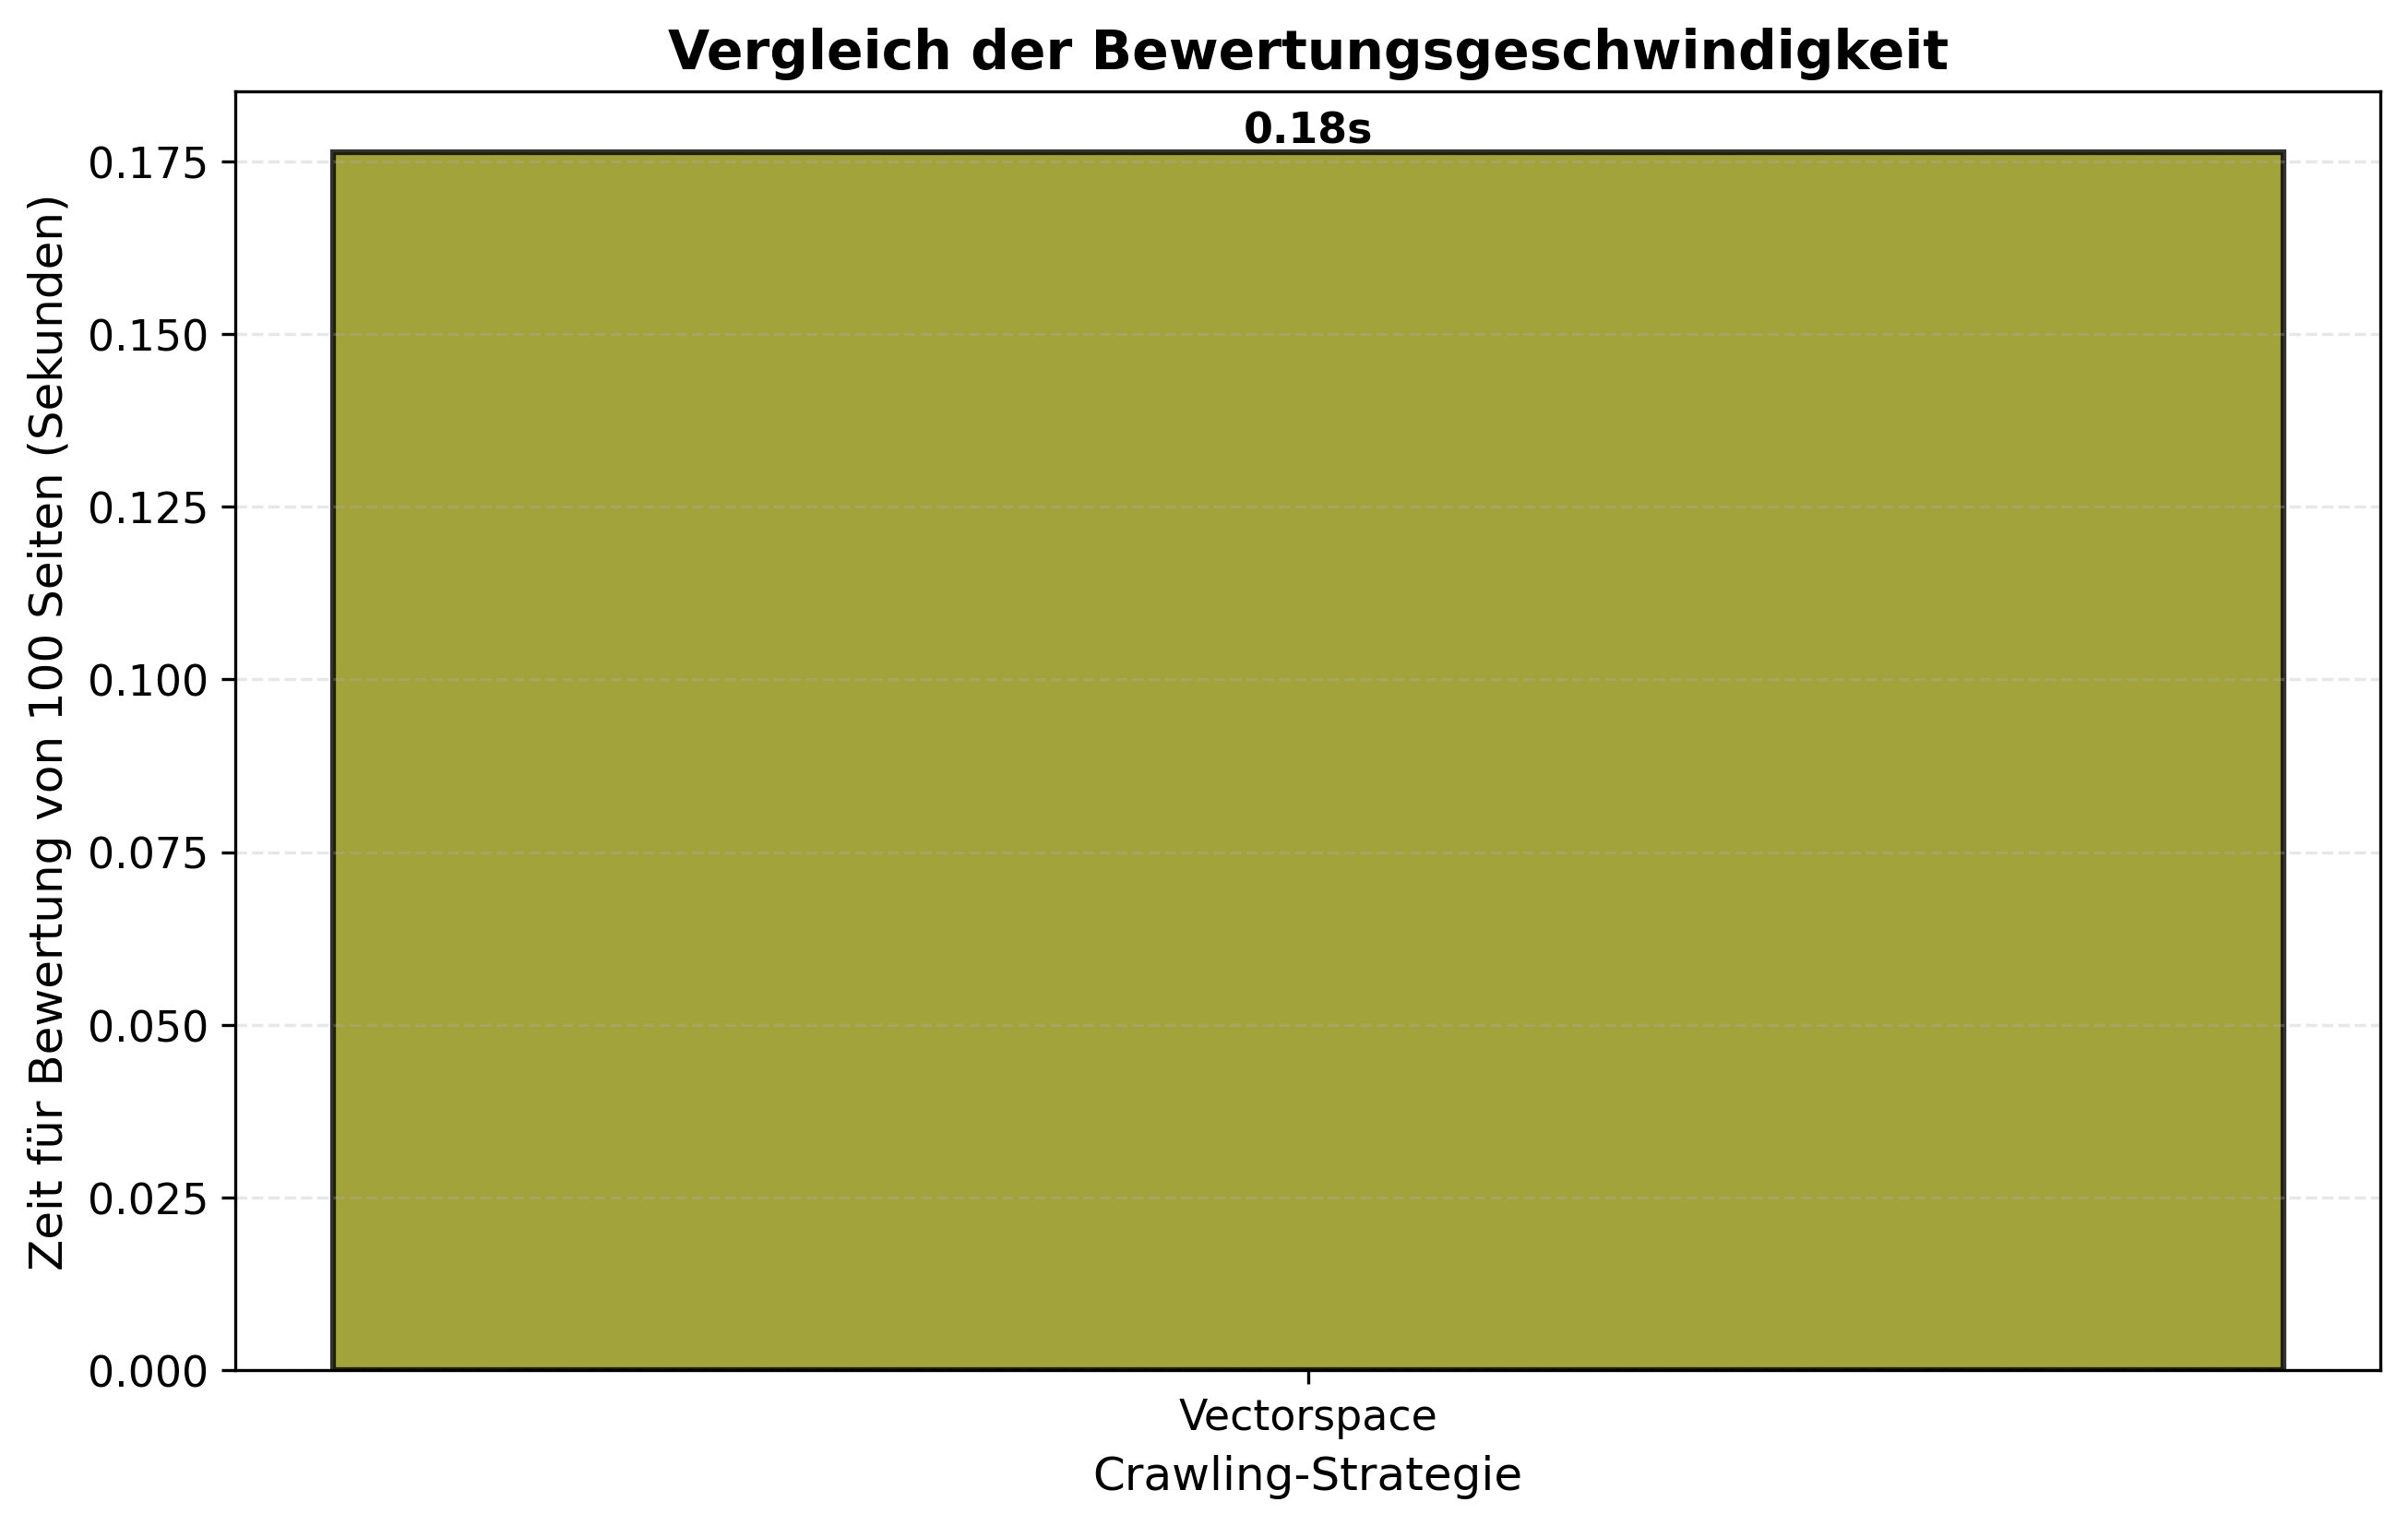 Vergleich der Bewertungsgeschwindigkeit
0.18s
Zeit für Bewertung von 100 Seiten (Sekunden)
0.175
0.150
0.125
0.100
0.075
0.050
0.025
0.000
Vectorspace
Crawling-Strategie